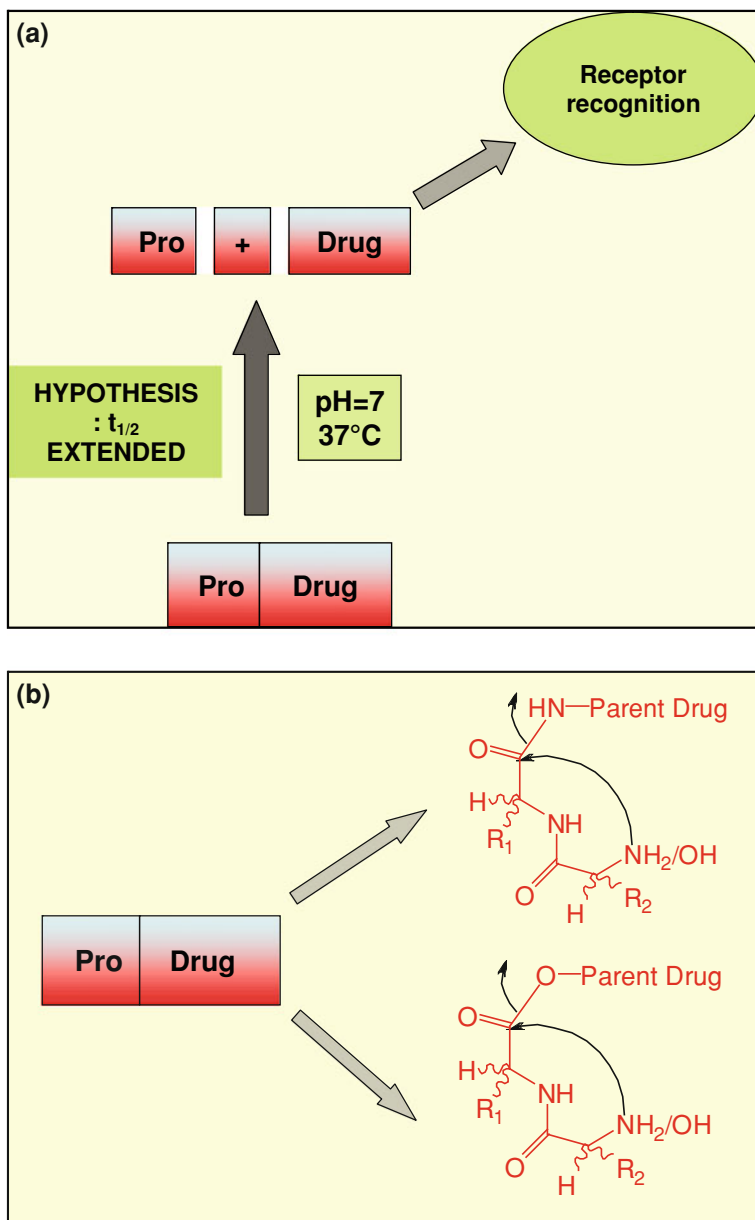 (a)
Receptor
recognition
Pro + Drug
HYPOTHESIS
: t1/2
EXTENDED
pH=7
37°C
Pro Drug
(b)
HN—Parent Drug
O
H
R1
NH
O
NH2/OH
H
R2
Pro Drug
O—Parent Drug
O
H
R1
NH
O
NH2/OH
H
R2